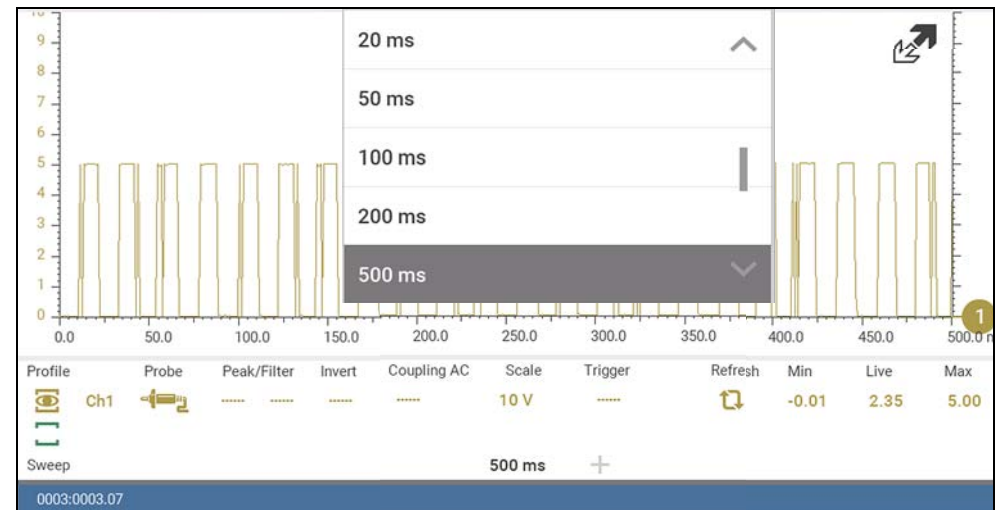 10
20 ms
9
8
50 ms
7
6
100 ms
5
4
200 ms
3
2
500 ms
1
0
1
0.0 50.0 100.0 150.0 200.0 250.0 300.0 350.0 400.0 450.0 500.0
Profile Probe Peak/Filter Invert Coupling AC Scale Trigger Refresh Min Live Max
Ch1 ------ ------ ------ ------ 10 V ------ -0.01 2.35 5.00
Sweep 500 ms +
0003:0003.07